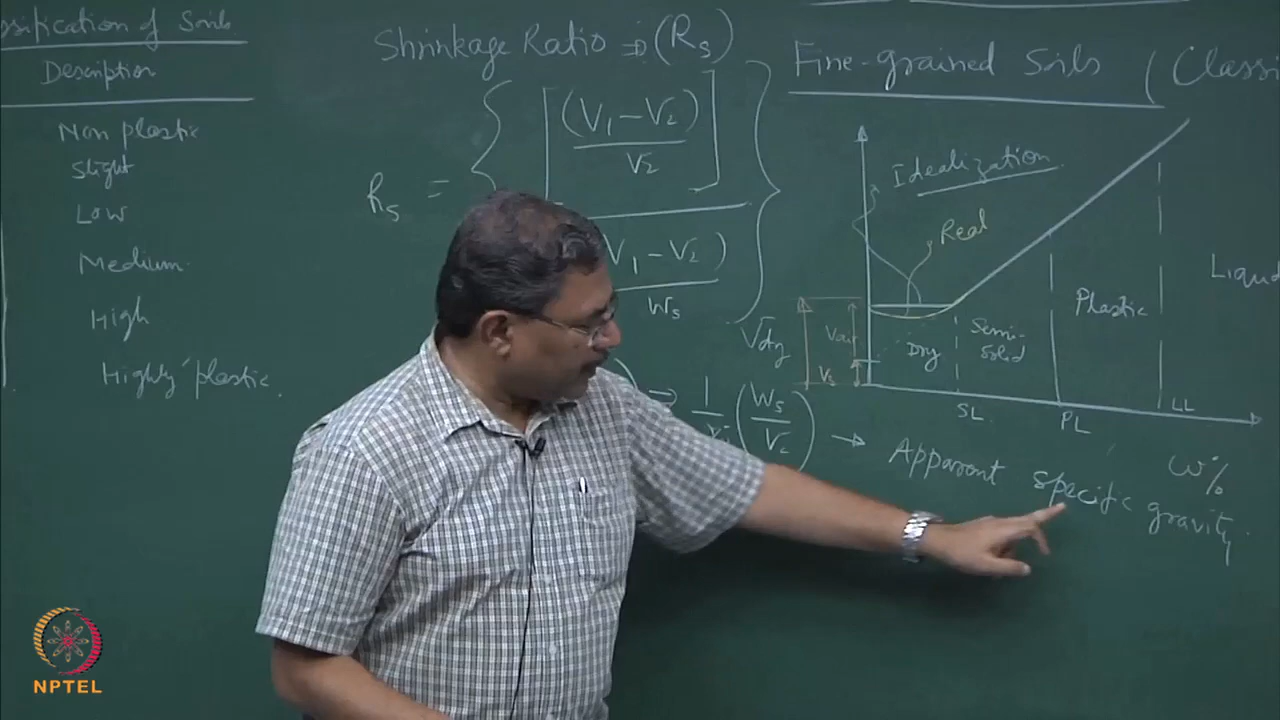 ssification of Soils
Description
Non plastic
Slight
Low
Medium
High
Highly plastic.
Shrinkage Ratio ⇒ (Rs)
Rs = { [ (V1 - V2) / V2 ]
V1 - V2)
Ws
⇒ 1 ( Ws / V2 ) → Apparant specific gravity.
Fine-grained Soils (Classi
Idealization
Real
Liquid
Plastic
Semi-
solid
Dry
Vdry
Vair
Vs
SL
PL
LL
w%
NPTEL